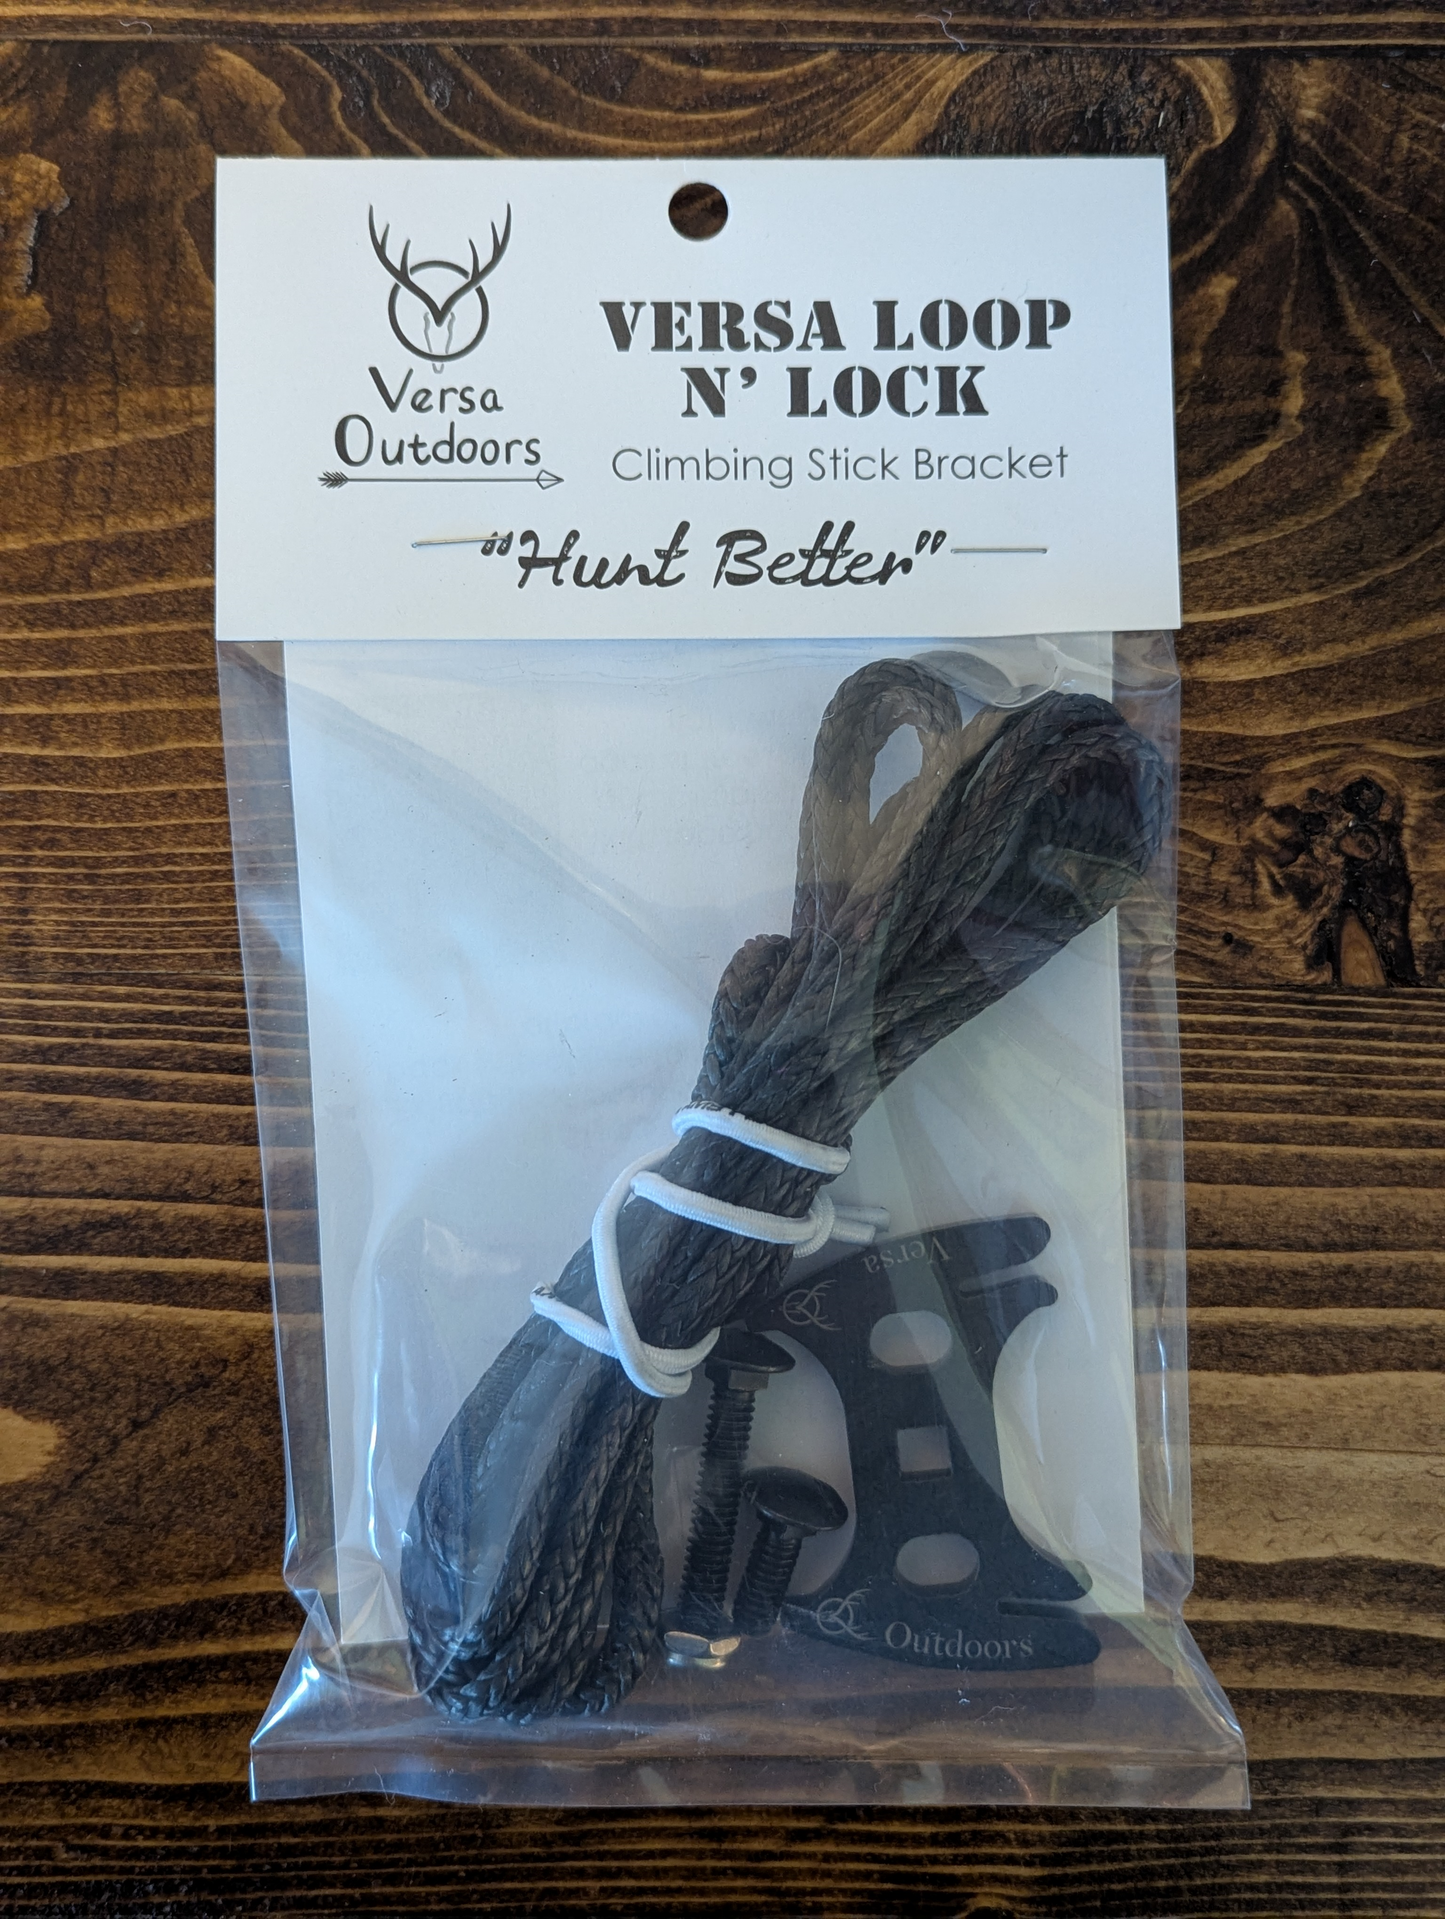 Versa
Outdoors
VERSA LOOP
N’ LOCK
Climbing Stick Bracket
“Hunt Better”
Versa
Outdoors